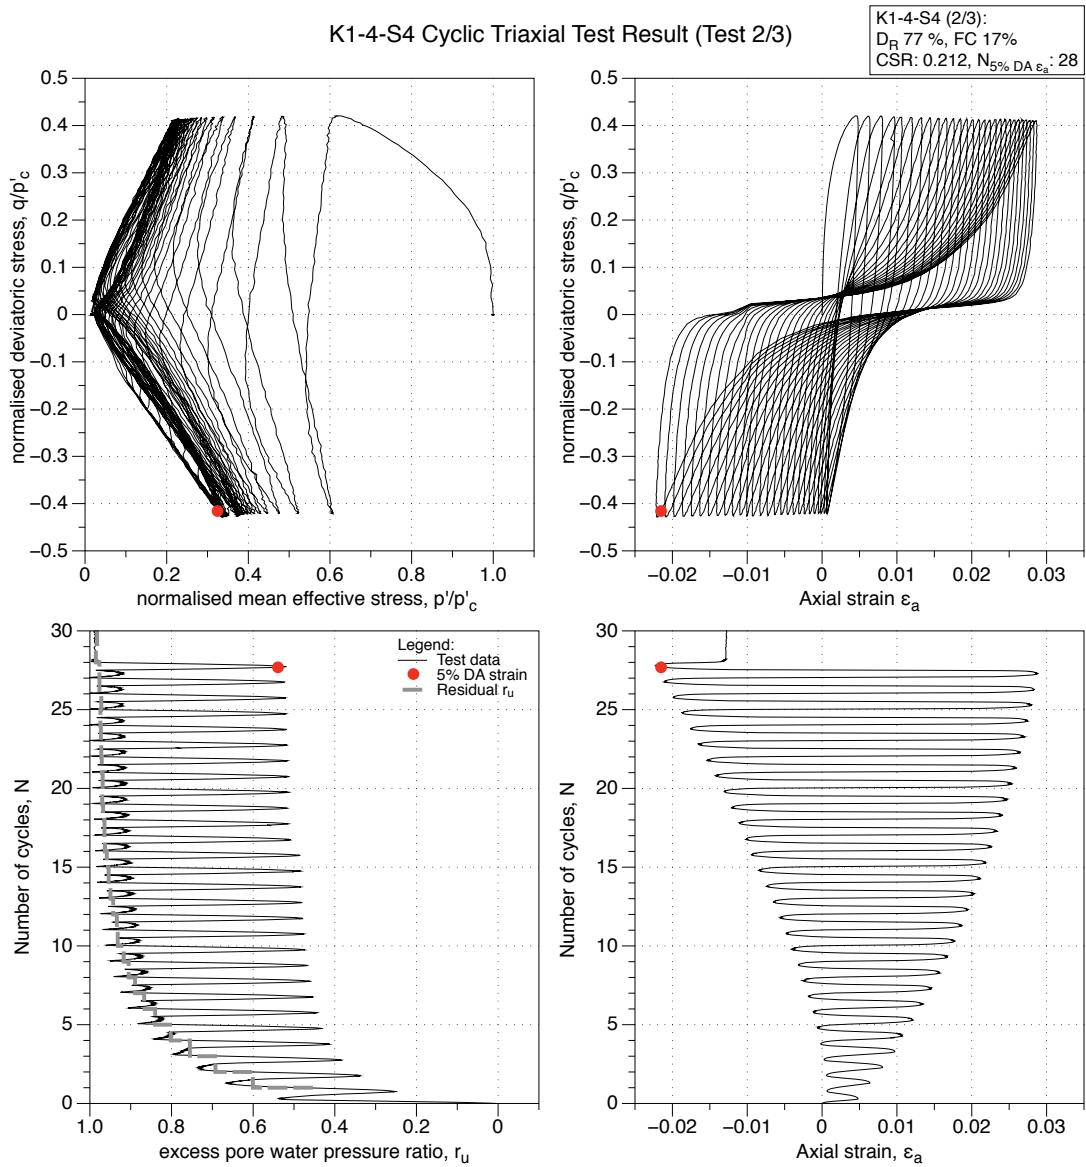 K1-4-S4 Cyclic Triaxial Test Result (Test 2/3)
K1-4-S4 (2/3):
D_R 77 %, FC 17%
CSR: 0.212, N_5% DA ε_a: 28
normalised deviatoric stress, q/p'_c
0.5
0.4
0.3
0.2
0.1
0
−0.1
−0.2
−0.3
−0.4
−0.5
0 0.2 0.4 0.6 0.8 1.0
normalised mean effective stress, p'/p'_c
normalised deviatoric stress, q/p'_c
0.5
0.4
0.3
0.2
0.1
0
−0.1
−0.2
−0.3
−0.4
−0.5
−0.02 −0.01 0 0.01 0.02 0.03
Axial strain ε_a
Number of cycles, N
30
25
20
15
10
5
0
Legend:
Test data
5% DA strain
Residual r_u
1.0 0.8 0.6 0.4 0.2 0
excess pore water pressure ratio, r_u
Number of cycles, N
30
25
20
15
10
5
0
−0.02 −0.01 0 0.01 0.02 0.03
Axial strain, ε_a